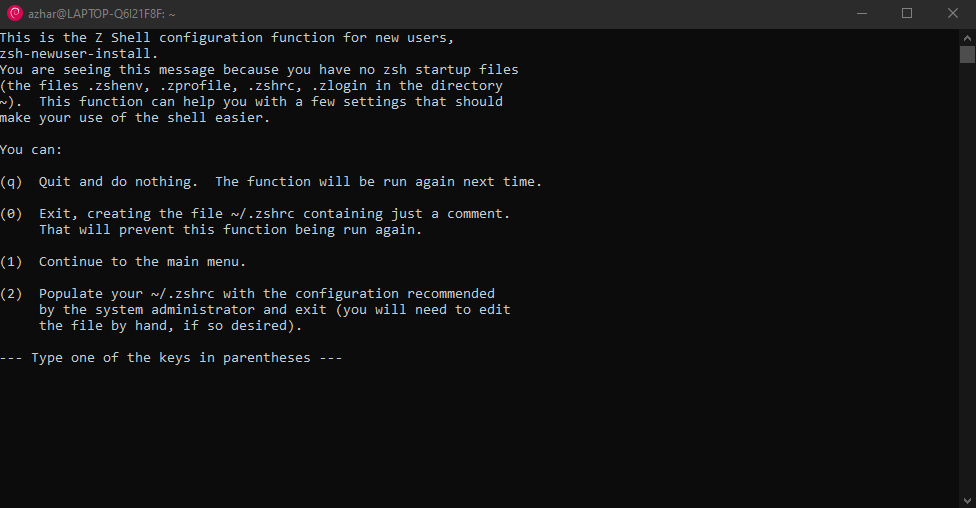 azhar@LAPTOP-Q6I21F8F: ~
This is the Z Shell configuration function for new users,
zsh-newuser-install.
You are seeing this message because you have no zsh startup files
(the files .zshenv, .zprofile, .zshrc, .zlogin in the directory
~).  This function can help you with a few settings that should
make your use of the shell easier.
You can:
(q)  Quit and do nothing.  The function will be run again next time.
(0)  Exit, creating the file ~/.zshrc containing just a comment.
     That will prevent this function being run again.
(1)  Continue to the main menu.
(2)  Populate your ~/.zshrc with the configuration recommended
     by the system administrator and exit (you will need to edit
     the file by hand, if so desired).
--- Type one of the keys in parentheses ---